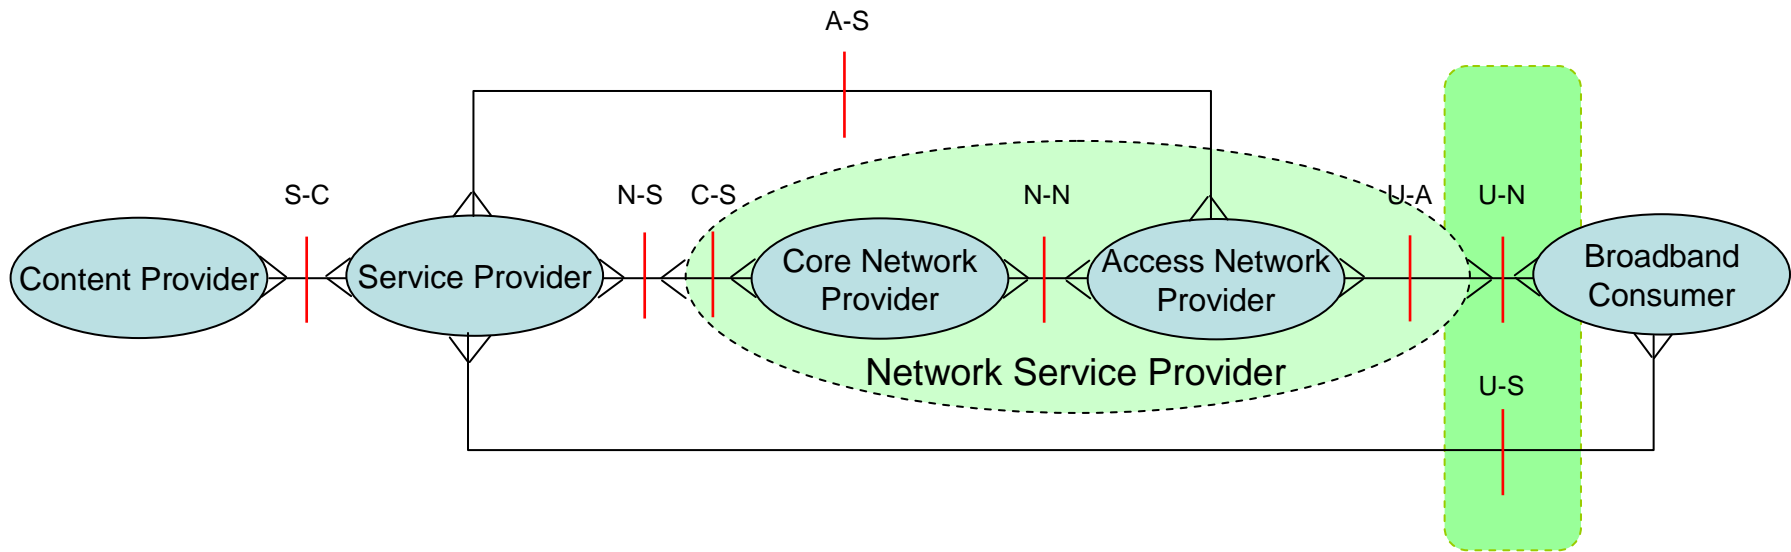 A-S
S-C
N-S
C-S
N-N
U-A
U-N
Content Provider
Service Provider
Core Network
Provider
Access Network
Provider
Broadband
Consumer
Network Service Provider
U-S